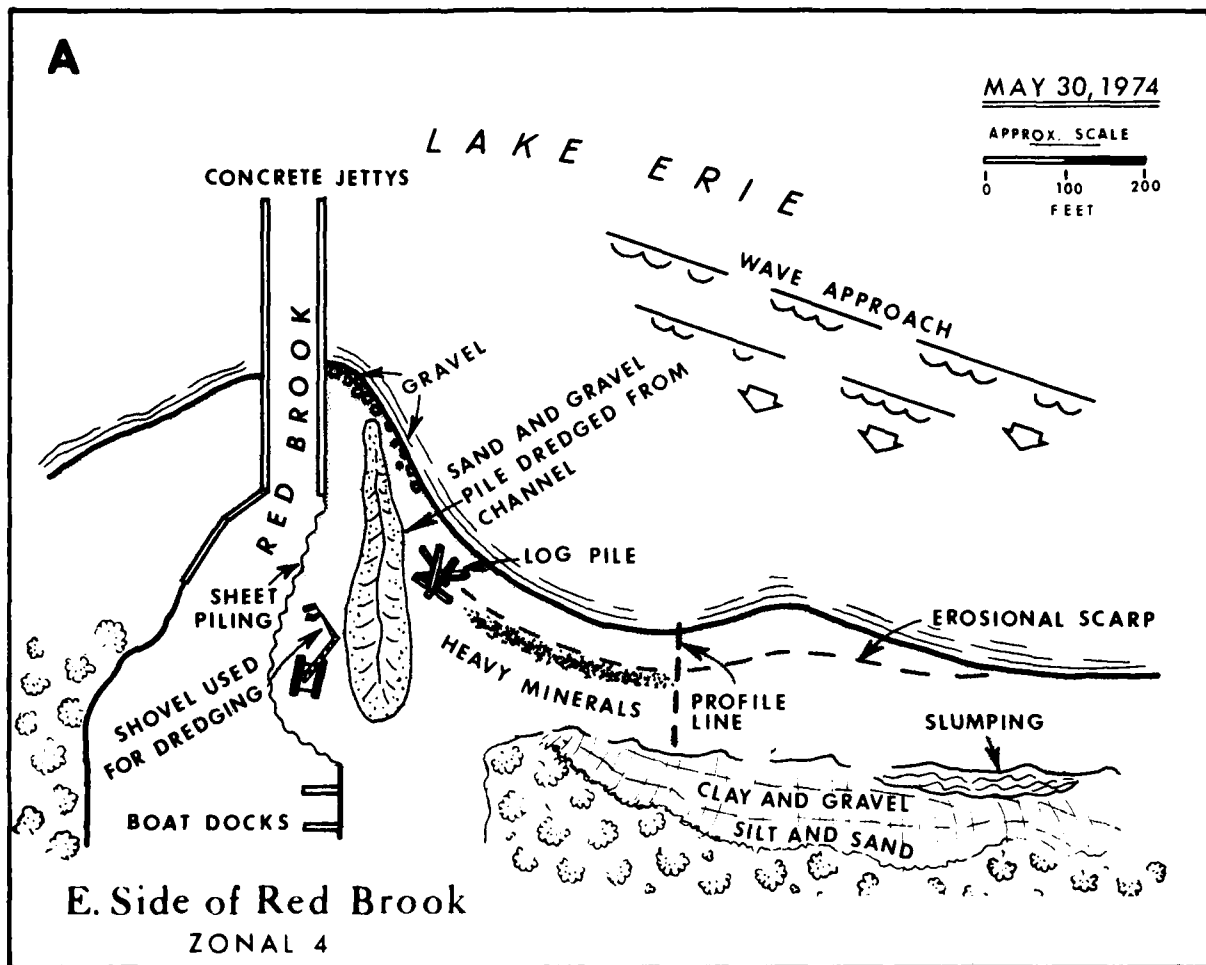 A
MAY 30, 1974
APPROX. SCALE
0 100 200
FEET
LAKE ERIE
CONCRETE JETTYS
WAVE APPROACH
RED BROOK
GRAVEL
SAND AND GRAVEL
PILE DREDGED FROM
CHANNEL
RED BROOK
LOG PILE
SHEET
PILING
EROSIONAL SCARP
HEAVY MINERALS
SHOVEL USED
FOR DREDGING
PROFILE
LINE
SLUMPING
CLAY AND GRAVEL
SILT AND SAND
BOAT DOCKS
E. Side of Red Brook
ZONAL 4